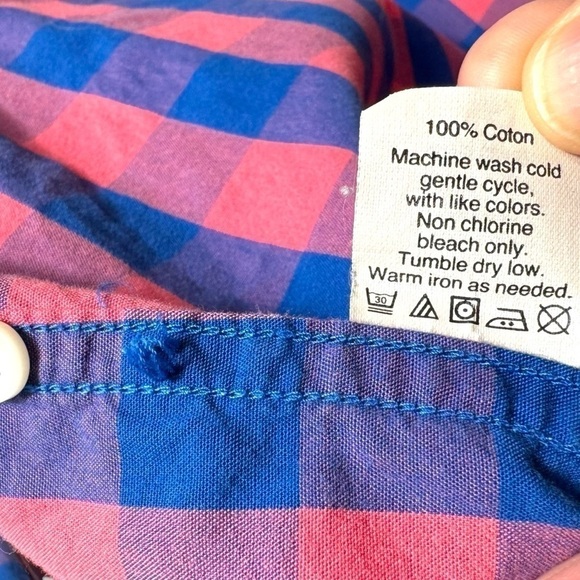 100% Coton
Machine wash cold
gentle cycle,
with like colors.
Non chlorine
bleach only.
Tumble dry low.
Warm iron as needed.
30